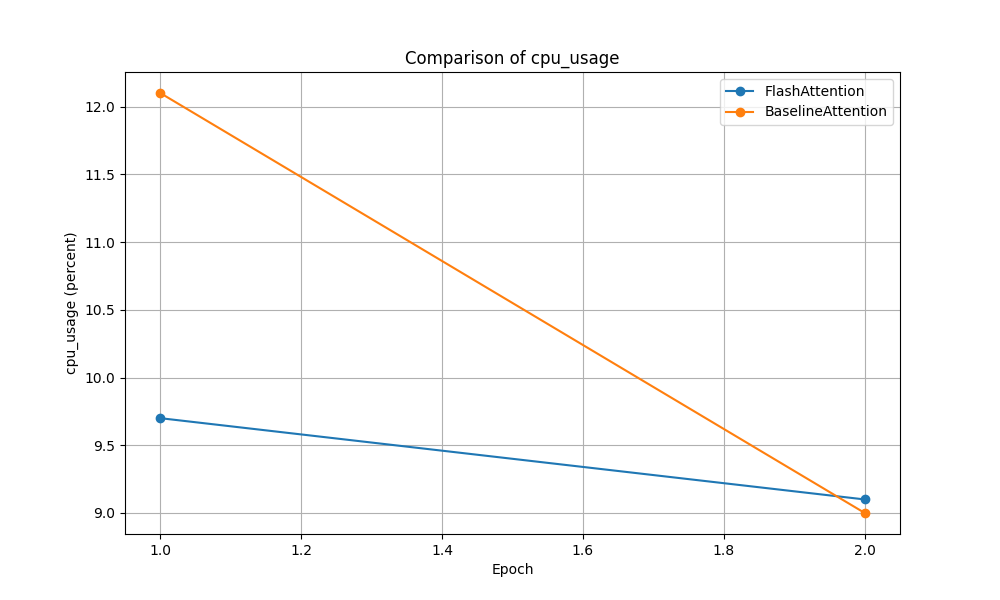 Comparison of cpu_usage
FlashAttention
BaselineAttention
cpu_usage (percent)
12.0
11.5
11.0
10.5
10.0
9.5
9.0
1.0 1.2 1.4 1.6 1.8 2.0
Epoch